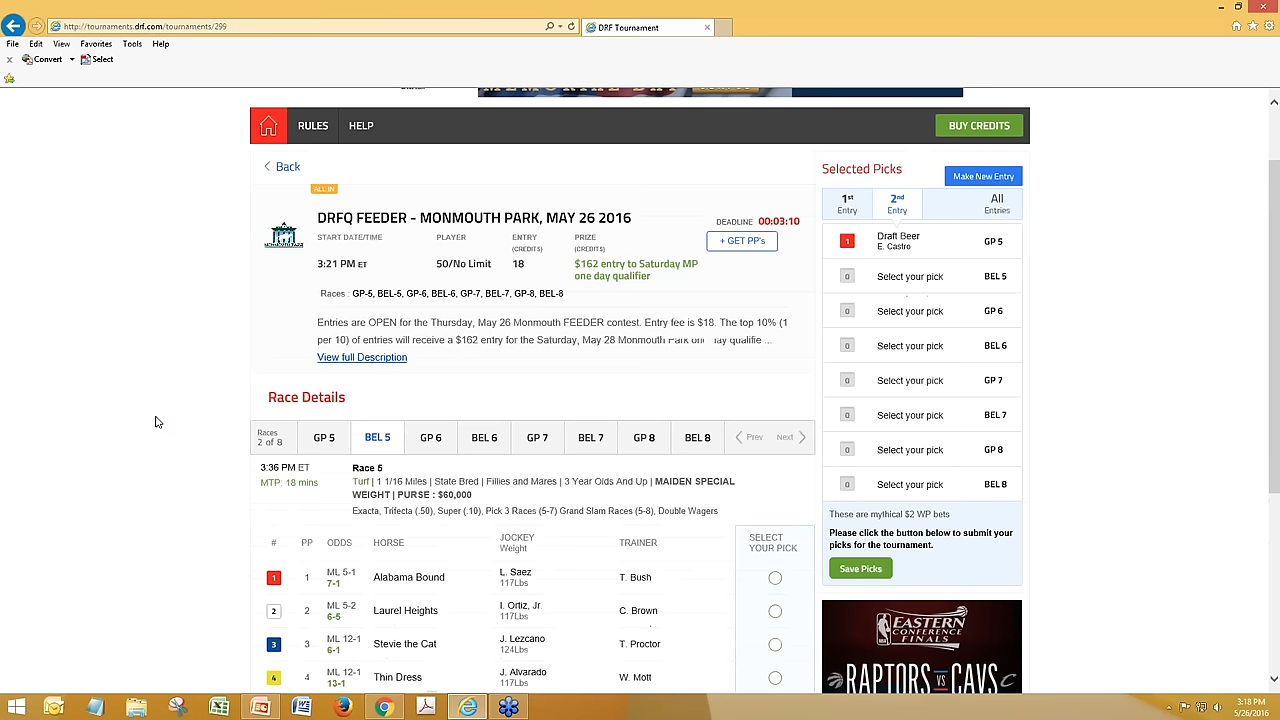 http://tournaments.drf.com/tournaments/299
DRF Tournament
File Edit View Favorites Tools Help
Convert Select
RULES HELP BUY CREDITS
Back
ALL IN
DRFQ FEEDER - MONMOUTH PARK, MAY 26 2016
DEADLINE 00:03:10
+ GET PP's
START DATE/TIME PLAYER ENTRY (CREDITS) PRIZE (CREDITS)
3:21 PM ET 50/No Limit 18 $162 entry to Saturday MP
one day qualifier
Races : GP-5, BEL-5, GP-6, BEL-6, GP-7, BEL-7, GP-8, BEL-8
Entries are OPEN for the Thursday, May 26 Monmouth FEEDER contest. Entry fee is $18. The top 10% (1
per 10) of entries will receive a $162 entry for the Saturday, May 28 Monmouth Park qualifie ...
View full Description
Race Details
Races
2 of 8
GP 5 BEL 5 GP 6 BEL 6 GP 7 BEL 7 GP 8 BEL 8 Prev Next
3:36 PM ET
MTP: 18 mins
Race 5
Turf | 1 1/16 Miles | State Bred | Fillies and Mares | 3 Year Olds And Up | MAIDEN SPECIAL
WEIGHT | PURSE : $60,000
Exacta, Trifecta (.50), Super (.10), Pick 3 Races (5-7) Grand Slam Races (5-8), Double Wagers
# PP ODDS HORSE JOCKEY Weight TRAINER SELECT YOUR PICK
1 1 ML 5-1 7-1 Alabama Bound L. Saez 117Lbs T. Bush
2 2 ML 5-2 6-5 Laurel Heights I. Ortiz, Jr. 117Lbs C. Brown
3 3 ML 12-1 6-1 Stevie the Cat J. Lezcano 124Lbs T. Proctor
4 4 ML 12-1 13-1 Thin Dress J. Alvarado 117Lbs W. Mott
Selected Picks
Make New Entry
1st Entry 2nd Entry All Entries
1 Draft Beer E. Castro GP 5
0 Select your pick BEL 5
0 Select your pick GP 6
0 Select your pick BEL 6
0 Select your pick GP 7
0 Select your pick BEL 7
0 Select your pick GP 8
0 Select your pick BEL 8
These are mythical $2 WP bets
Please click the button below to submit your
picks for the tournament.
Save Picks
EASTERN
CONFERENCE
FINALS
RAPTORS VS CAVS
3:18 PM
5/26/2016